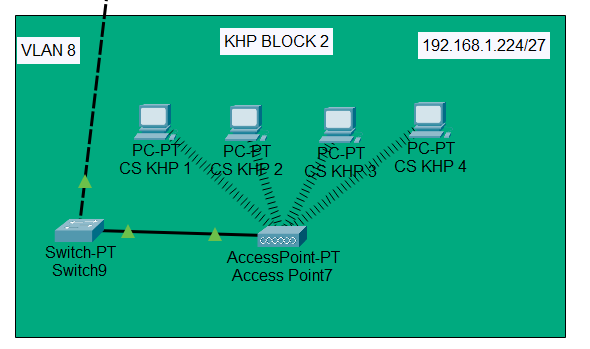 VLAN 8
KHP BLOCK 2
192.168.1.224/27
PC-PT
CS KHP 1
PC-PT
CS KHP 2
PC-PT
CS KHP 3
PC-PT
CS KHP 4
Switch-PT
Switch9
AccessPoint-PT
Access Point7